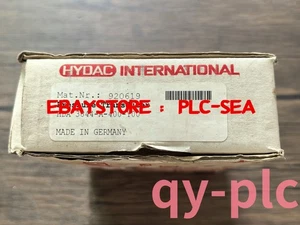 HYDAC INTERNATIONAL
Mat.Nr.: 920619
EBAYSTORE : PLC-SEA
MADE IN GERMANY
qy-plc